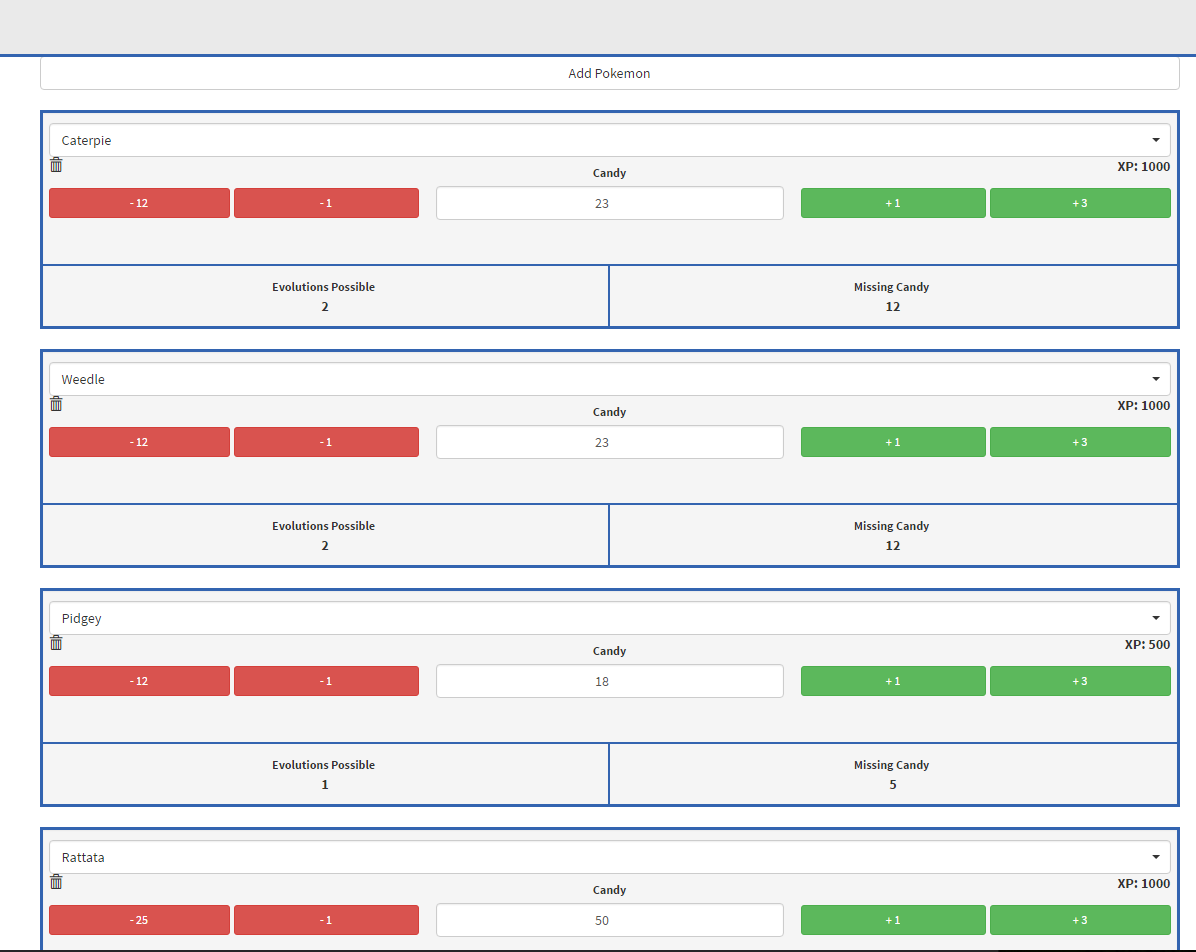 Add Pokemon
Caterpie
XP: 1000
Candy
- 12 - 1 23 + 1 + 3
Evolutions Possible Missing Candy
2 12
Weedle
XP: 1000
Candy
- 12 - 1 23 + 1 + 3
Evolutions Possible Missing Candy
2 12
Pidgey
XP: 500
Candy
- 12 - 1 18 + 1 + 3
Evolutions Possible Missing Candy
1 5
Rattata
XP: 1000
Candy
- 25 - 1 50 + 1 + 3